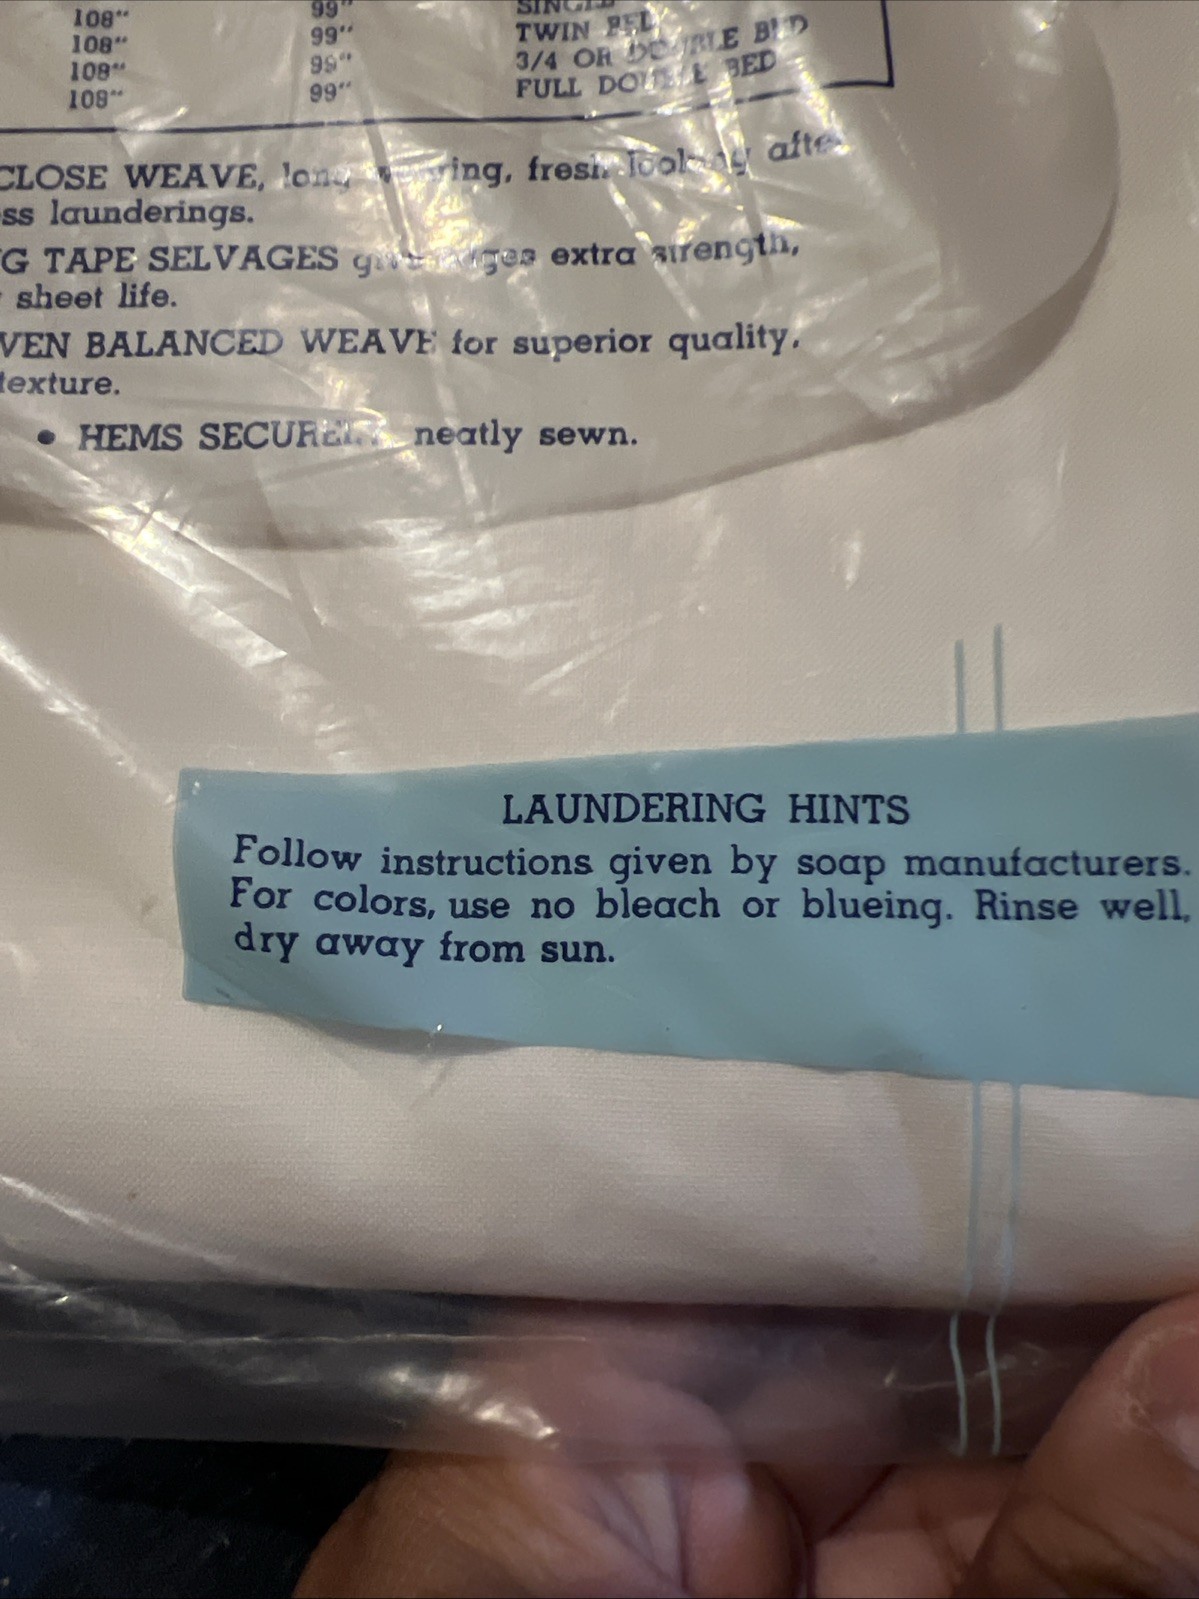 108" 99" SINGLE
108" 99" TWIN BED
108" 99" 3/4 OR DOUBLE BED
108" 99" FULL DOUBLE BED
CLOSE WEAVE, long wearing, fresh looking after
ss launderings.
G TAPE SELVAGES give edges extra strength,
sheet life.
VEN BALANCED WEAVE for superior quality,
texture.
• HEMS SECURELY, neatly sewn.
LAUNDERING HINTS
Follow instructions given by soap manufacturers.
For colors, use no bleach or blueing. Rinse well,
dry away from sun.